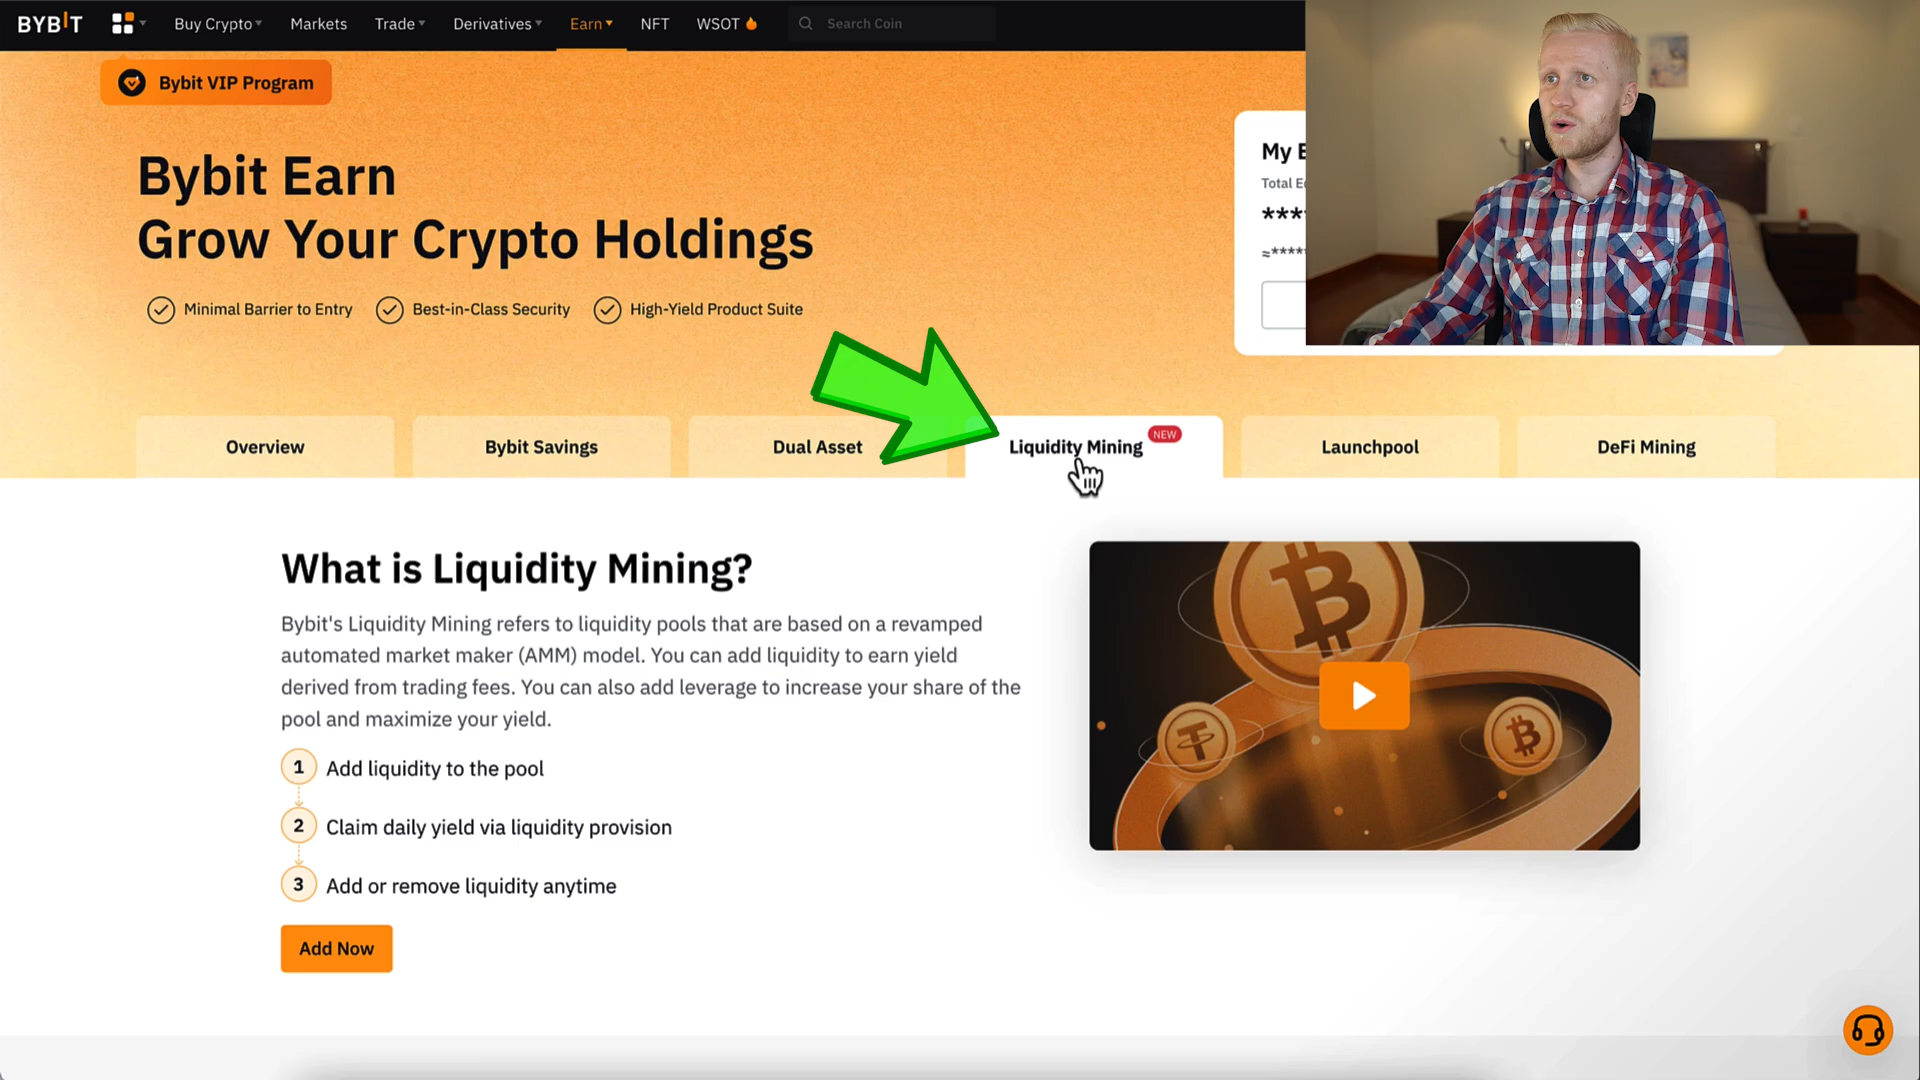 BYBIT
Buy Crypto
Markets
Trade
Derivatives
Earn
NFT
WSOT
Search Coin
Bybit VIP Program
Bybit Earn
Grow Your Crypto Holdings
Minimal Barrier to Entry
Best-in-Class Security
High-Yield Product Suite
My
Total
****
≈*****
Overview
Bybit Savings
Dual Asset
Liquidity Mining
NEW
Launchpool
DeFi Mining
What is Liquidity Mining?
Bybit's Liquidity Mining refers to liquidity pools that are based on a revamped
automated market maker (AMM) model. You can add liquidity to earn yield
derived from trading fees. You can also add leverage to increase your share of the
pool and maximize your yield.
1 Add liquidity to the pool
2 Claim daily yield via liquidity provision
3 Add or remove liquidity anytime
Add Now